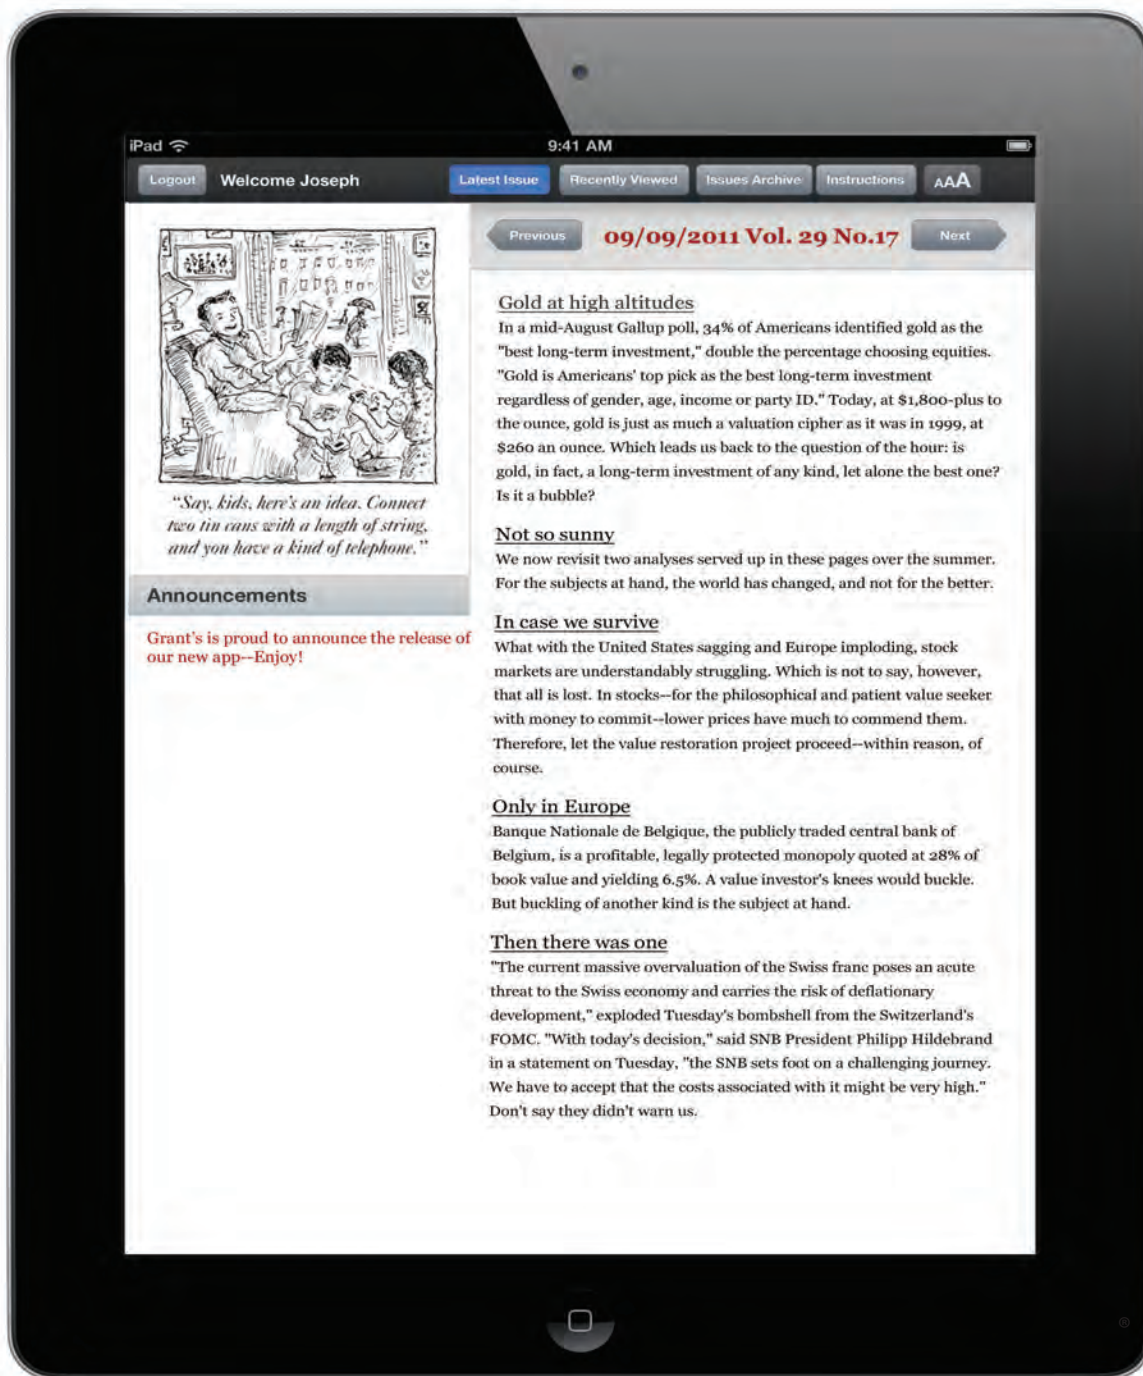 iPad
9:41 AM
Logout
Welcome Joseph
Latest Issue
Recently Viewed
Issues Archive
Instructions
AAA
"Say, kids, here's an idea. Connect
two tin cans with a length of string,
and you have a kind of telephone."
Announcements
Grant's is proud to announce the release of
our new app--Enjoy!
Previous
09/09/2011 Vol. 29 No.17
Next
Gold at high altitudes
In a mid-August Gallup poll, 34% of Americans identified gold as the
"best long-term investment," double the percentage choosing equities.
"Gold is Americans' top pick as the best long-term investment
regardless of gender, age, income or party ID." Today, at $1,800-plus to
the ounce, gold is just as much a valuation cipher as it was in 1999, at
$260 an ounce. Which leads us back to the question of the hour: is
gold, in fact, a long-term investment of any kind, let alone the best one?
Is it a bubble?
Not so sunny
We now revisit two analyses served up in these pages over the summer.
For the subjects at hand, the world has changed, and not for the better.
In case we survive
What with the United States sagging and Europe imploding, stock
markets are understandably struggling. Which is not to say, however,
that all is lost. In stocks--for the philosophical and patient value seeker
with money to commit--lower prices have much to commend them.
Therefore, let the value restoration project proceed--within reason, of
course.
Only in Europe
Banque Nationale de Belgique, the publicly traded central bank of
Belgium, is a profitable, legally protected monopoly quoted at 28% of
book value and yielding 6.5%. A value investor's knees would buckle.
But buckling of another kind is the subject at hand.
Then there was one
"The current massive overvaluation of the Swiss franc poses an acute
threat to the Swiss economy and carries the risk of deflationary
development," exploded Tuesday's bombshell from the Switzerland's
FOMC. "With today's decision," said SNB President Philipp Hildebrand
in a statement on Tuesday, "the SNB sets foot on a challenging journey.
We have to accept that the costs associated with it might be very high."
Don't say they didn't warn us.
®